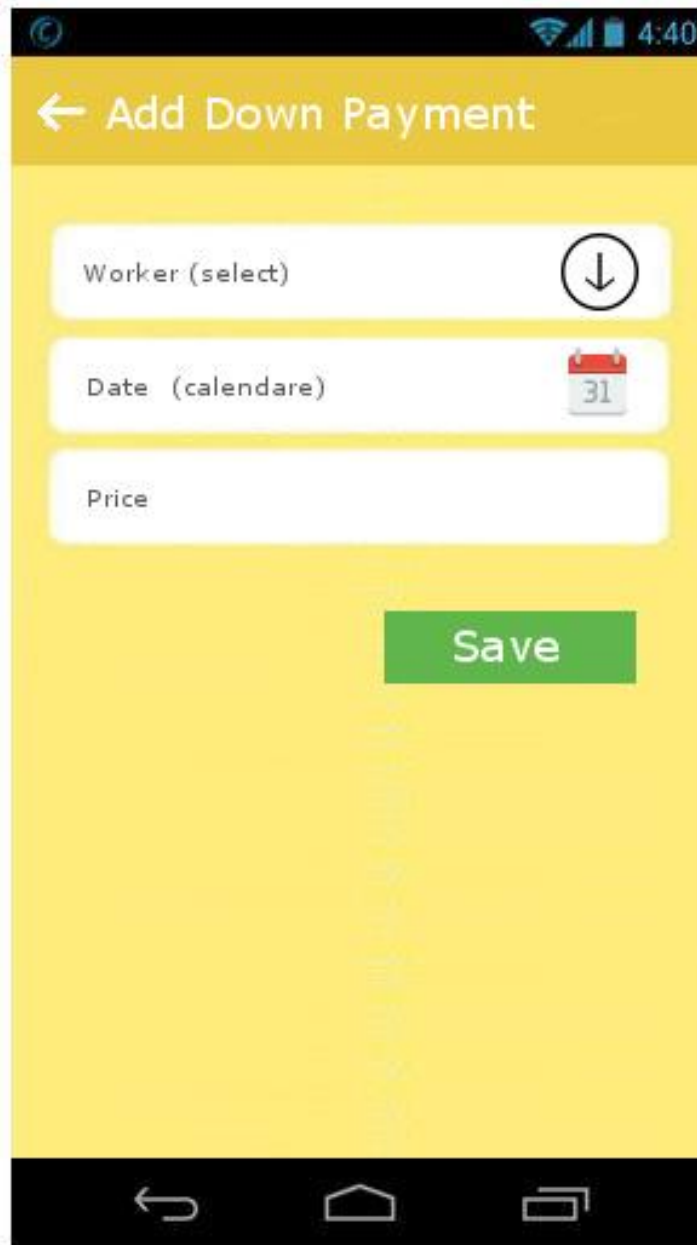 4:40
Add Down Payment
Worker (select)
Date (calendare)
31
Price
Save